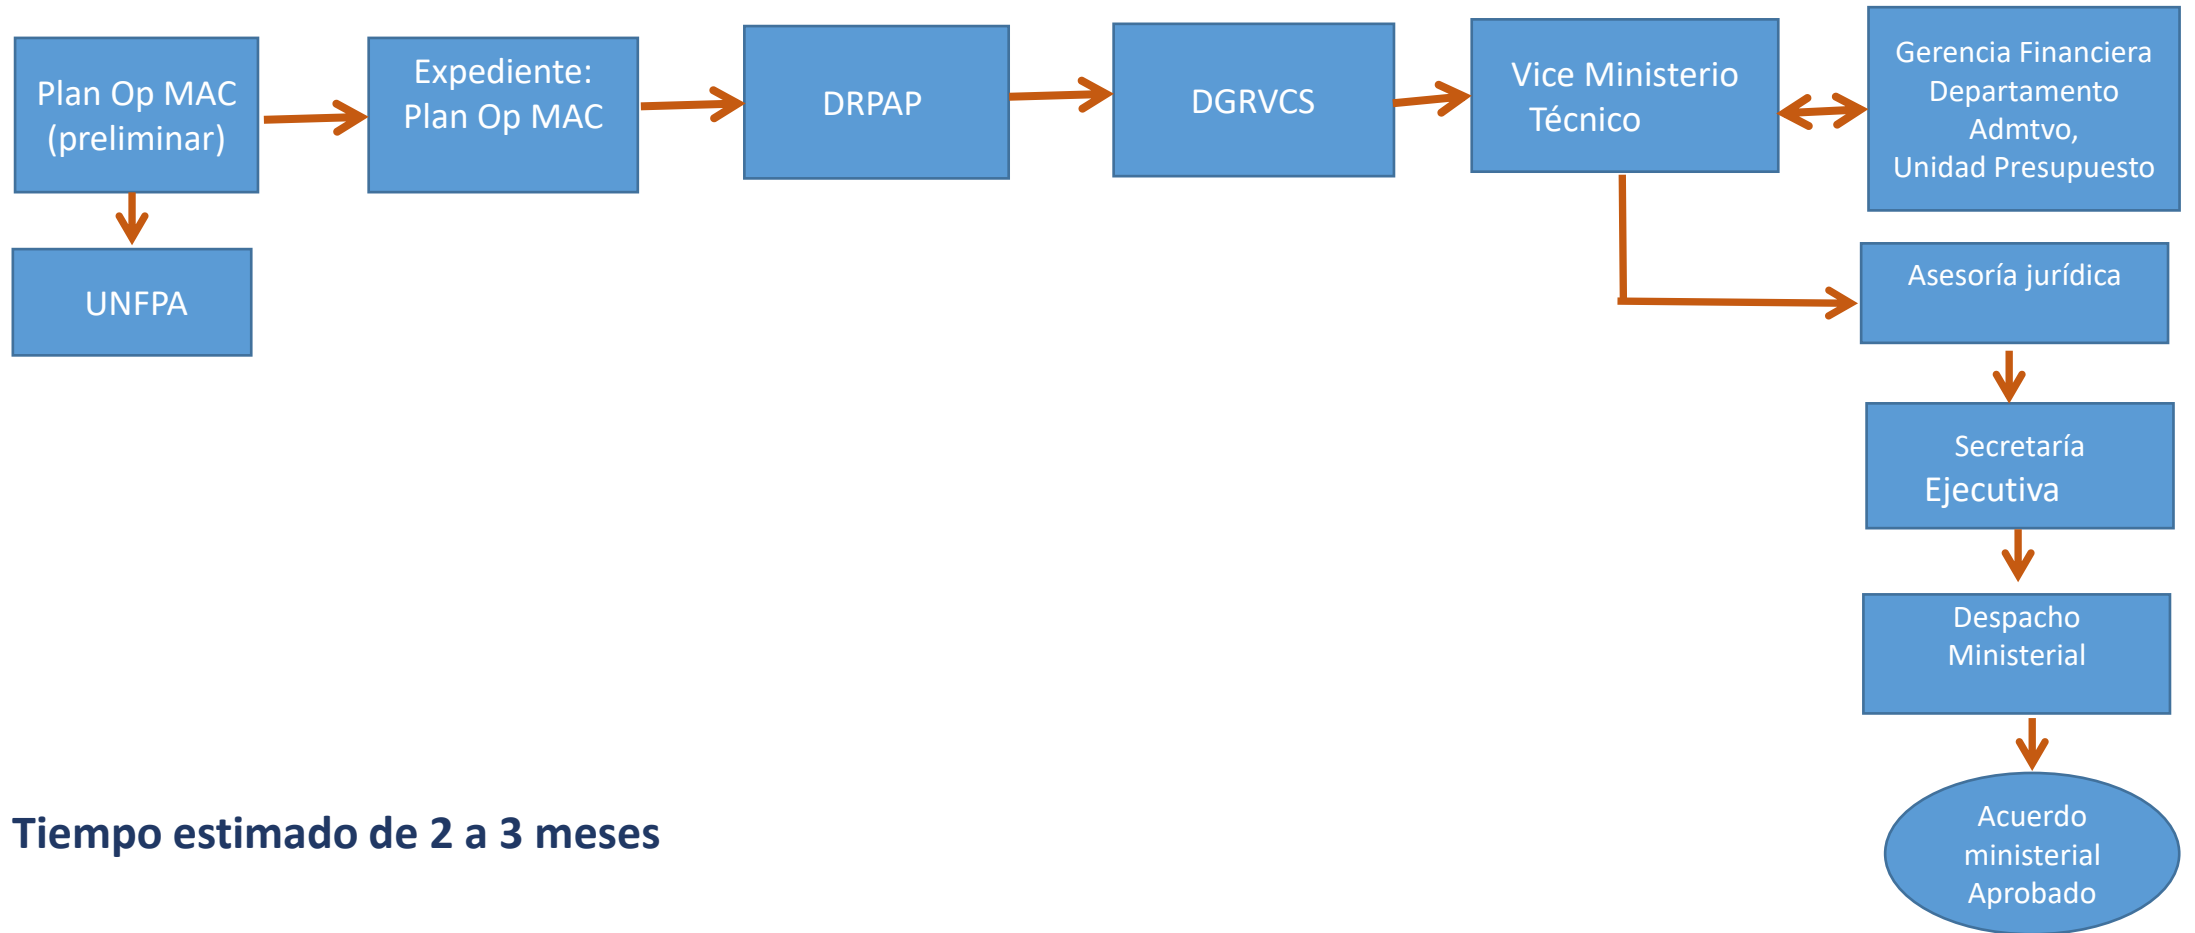 Plan Op MAC
(preliminar)
Expediente:
Plan Op MAC
DRPAP
DGRVCS
Vice Ministerio
Técnico
Gerencia Financiera
Departamento
Admtvo,
Unidad Presupuesto
UNFPA
Asesoría jurídica
Secretaría
Ejecutiva
Despacho
Ministerial
Acuerdo
ministerial
Aprobado
Tiempo estimado de 2 a 3 meses